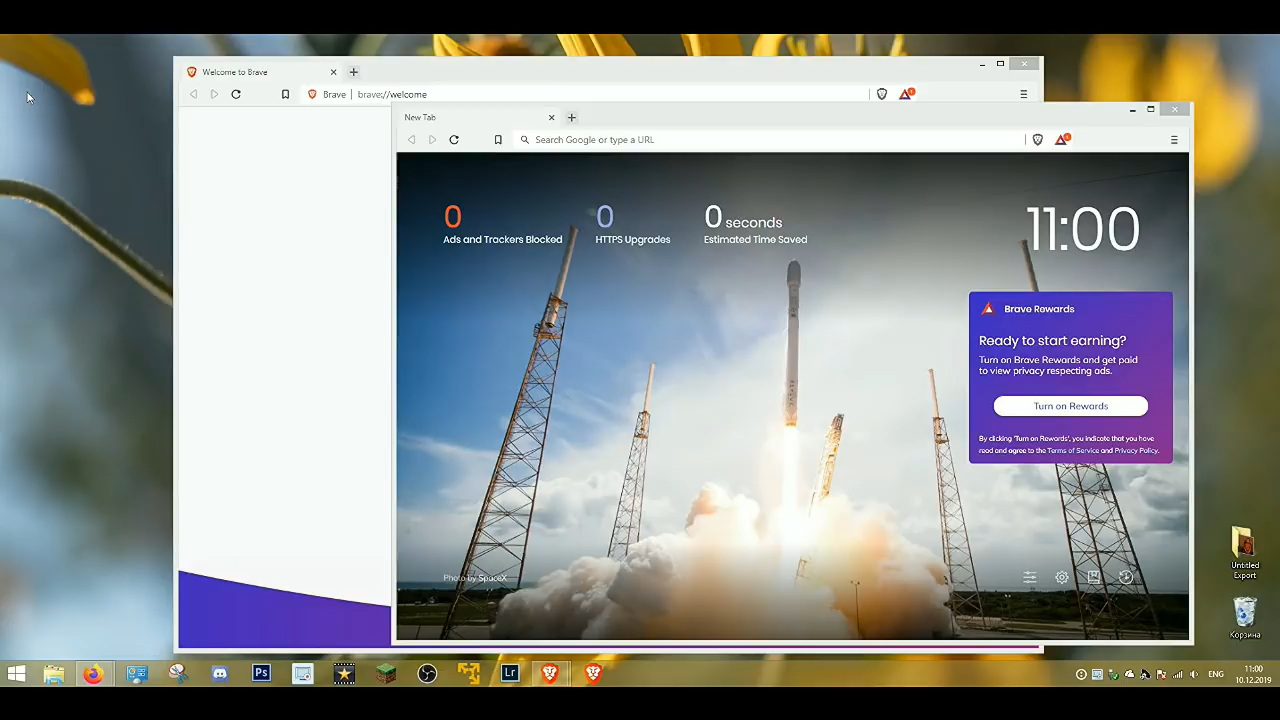 Welcome to Brave
Brave | brave://welcome
New Tab
Search Google or type a URL
0
Ads and Trackers Blocked
0
HTTPS Upgrades
0 seconds
Estimated Time Saved
11:00
Brave Rewards
Ready to start earning?
Turn on Brave Rewards and get paid
to view privacy respecting ads.
Turn on Rewards
By clicking 'Turn on Rewards', you indicate that you have
read and agree to the Terms of Service and Privacy Policy.
Photo by SpaceX
Untitled
Export
Корзина
Ps
Lr
ENG
11:00
10.12.2019